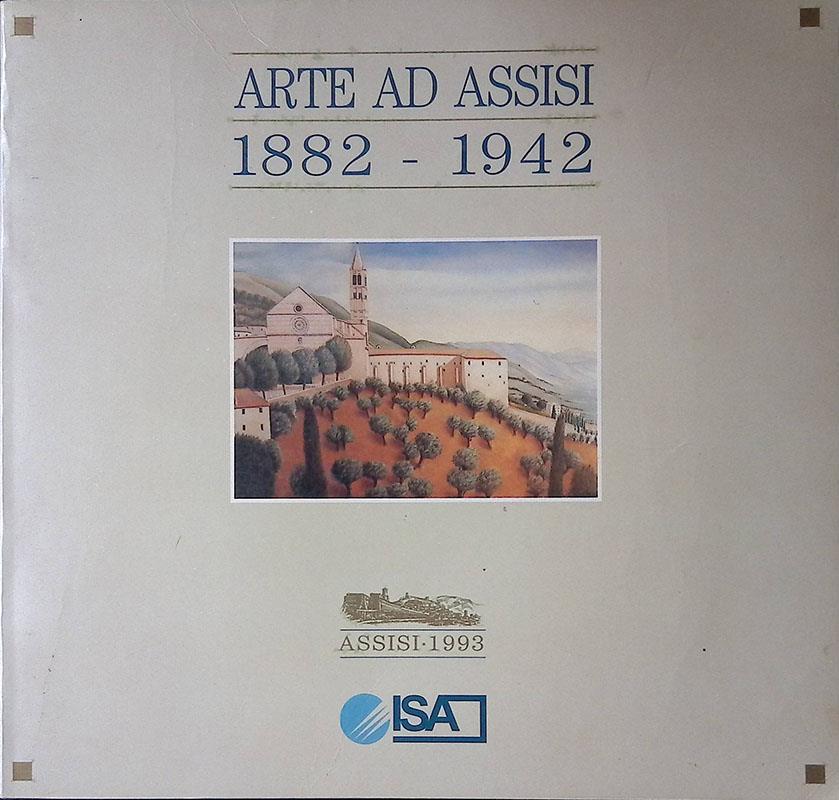 ARTE AD ASSISI
1882 - 1942
ASSISI·1993
ISA